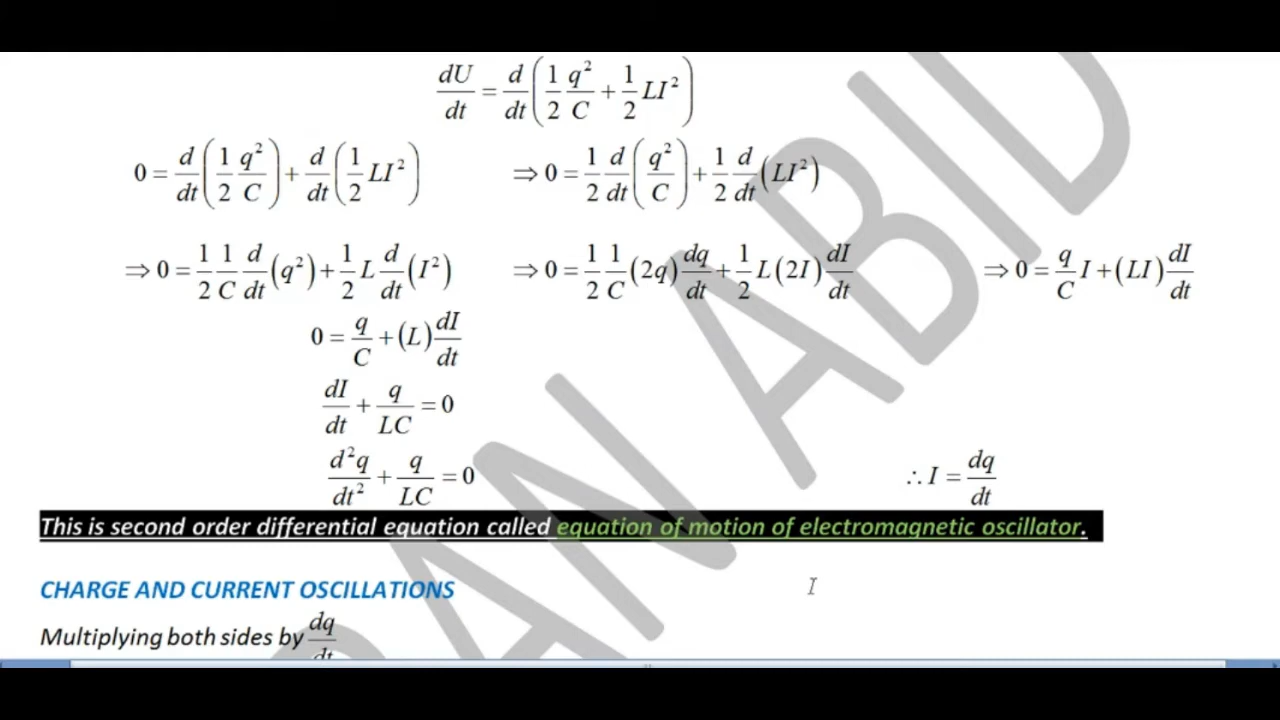 dU/dt = d/dt(1/2 q²/C + 1/2 LI²)
0 = d/dt(1/2 q²/C) + d/dt(1/2 LI²) ⇒ 0 = 1/2 d/dt(q²/C) + 1/2 d/dt(LI²)
⇒ 0 = 1/2 1/C d/dt(q²) + 1/2 L d/dt(I²) ⇒ 0 = 1/2 1/C (2q) dq/dt + 1/2 L(2I) dI/dt ⇒ 0 = q/C I + (LI) dI/dt
0 = q/C + (L) dI/dt
dI/dt + q/LC = 0
d²q/dt² + q/LC = 0 ∴ I = dq/dt
This is second order differential equation called equation of motion of electromagnetic oscillator.
CHARGE AND CURRENT OSCILLATIONS
Multiplying both sides by dq/dt
PAN ABID